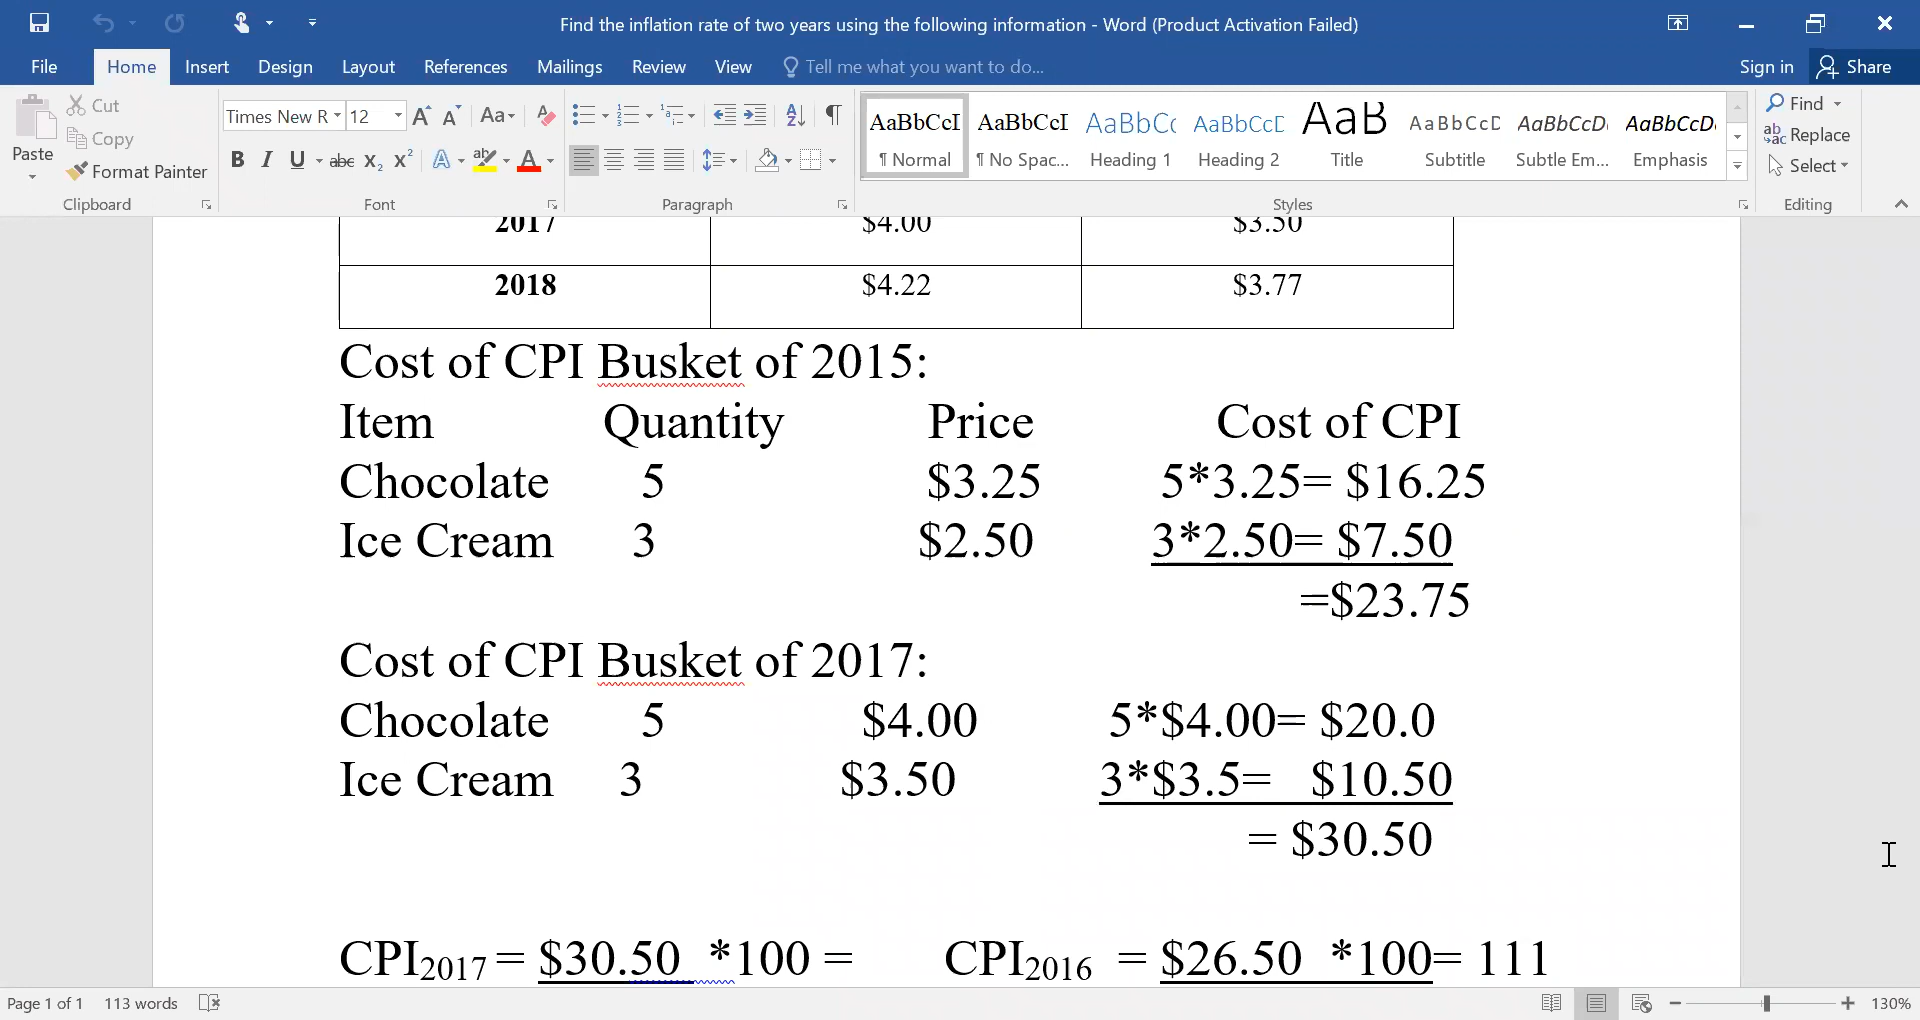 Find the inflation rate of two years using the following information - Word (Product Activation Failed)
File Home Insert Design Layout References Mailings Review View Tell me what you want to do... Sign in Share
Paste
Cut
Copy
Format Painter
Clipboard
Times New R 12
Font
Paragraph
AaBbCcI AaBbCcI AaBbCc AaBbCcD AaB AaBbCcD AaBbCcD AaBbCcD
¶ Normal ¶ No Spac... Heading 1 Heading 2 Title Subtitle Subtle Em... Emphasis
Styles
Find
Replace
Select
Editing
2017 $4.00 $3.50
2018 $4.22 $3.77
Cost of CPI Busket of 2015:
Item Quantity Price Cost of CPI
Chocolate 5 $3.25 5*3.25= $16.25
Ice Cream 3 $2.50 3*2.50= $7.50
=$23.75
Cost of CPI Busket of 2017:
Chocolate 5 $4.00 5*$4.00= $20.0
Ice Cream 3 $3.50 3*$3.5= $10.50
= $30.50
CPI2017 = $30.50 *100 = CPI2016 = $26.50 *100= 111
Page 1 of 1 113 words 130%